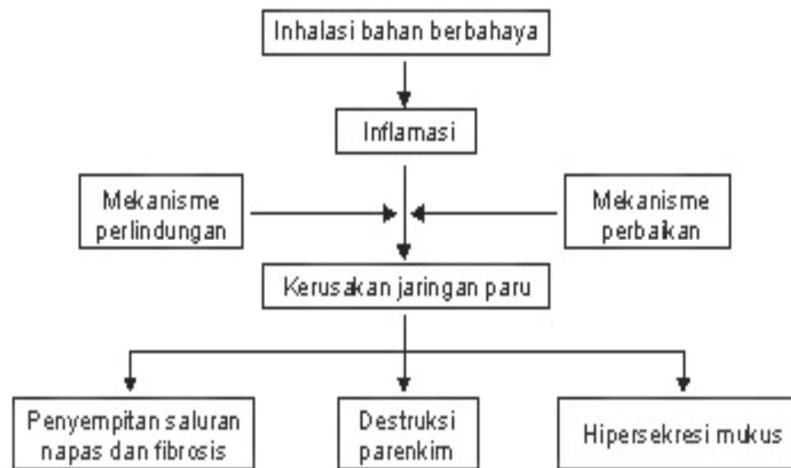 Inhalasi bahan berbahaya
Inflamasi
Mekanisme
perlindungan
Mekanisme
perbaikan
Kerusakan jaringan paru
Penyempitan saluran
napas dan fibrosis
Destruksi
parenkim
Hipersekresi mukus